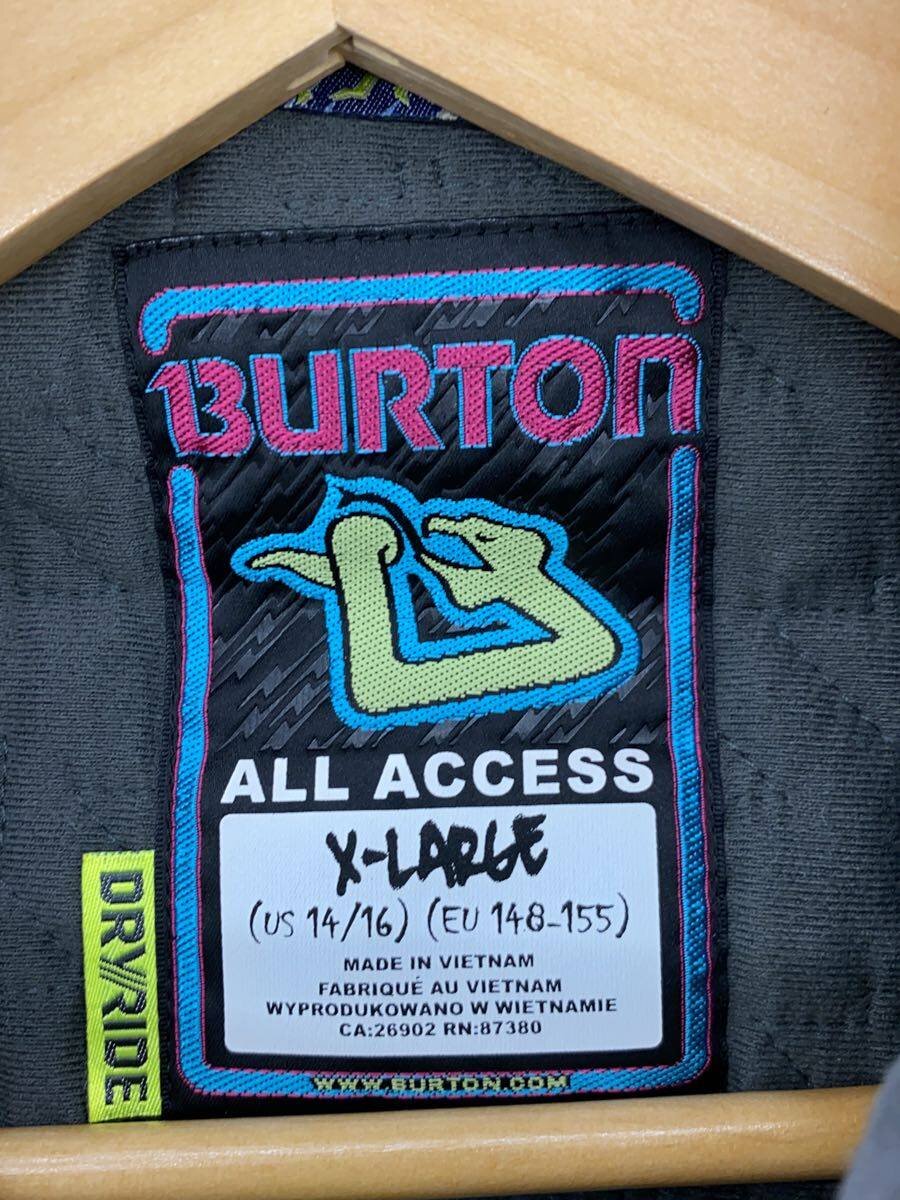 BURTON
ALL ACCESS
X-LARGE
(US 14/16) (EU 148-155)
MADE IN VIETNAM
FABRIQUÉ AU VIETNAM
WYPRODUKOWANO W WIETNAMIE
CA:26902 RN:87380
WWW.BURTON.COM
DRY//RIDE